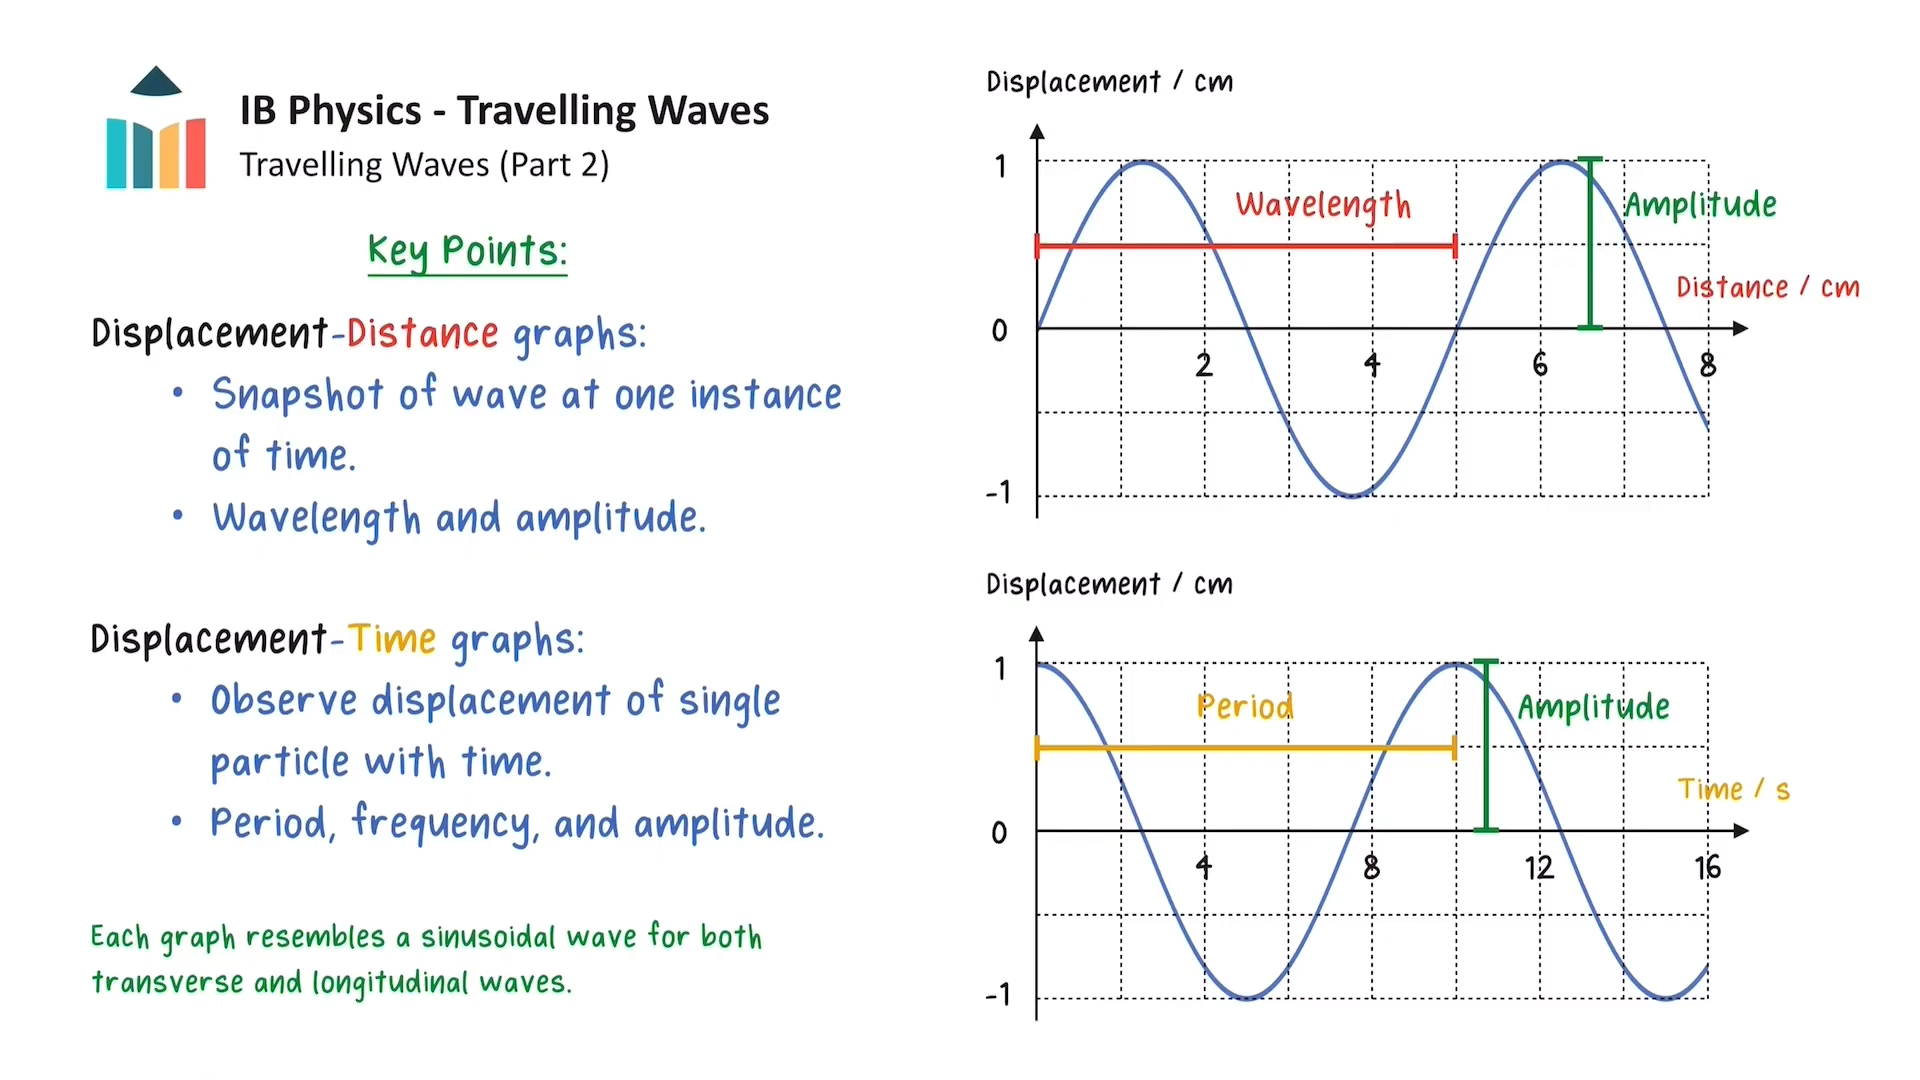 IB Physics - Travelling Waves
Travelling Waves (Part 2)
Key Points:
Displacement-Distance graphs:
• Snapshot of wave at one instance
of time.
• Wavelength and amplitude.
Displacement-Time graphs:
• Observe displacement of single
particle with time.
• Period, frequency, and amplitude.
Each graph resembles a sinusoidal wave for both
transverse and longitudinal waves.
Displacement / cm
1
Wavelength
Amplitude
Distance / cm
0
2 4 6 8
-1
Displacement / cm
1
Period
Amplitude
Time / s
0
4 8 12 16
-1